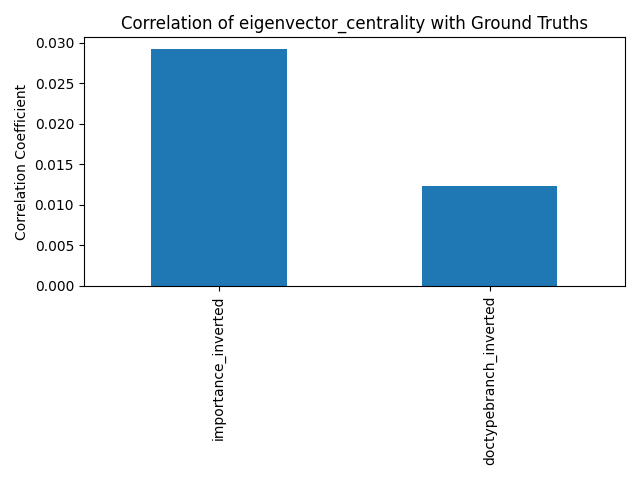 Correlation of eigenvector_centrality with Ground Truths
Correlation Coefficient
0.030
0.025
0.020
0.015
0.010
0.005
0.000
importance_inverted
doctypebranch_inverted